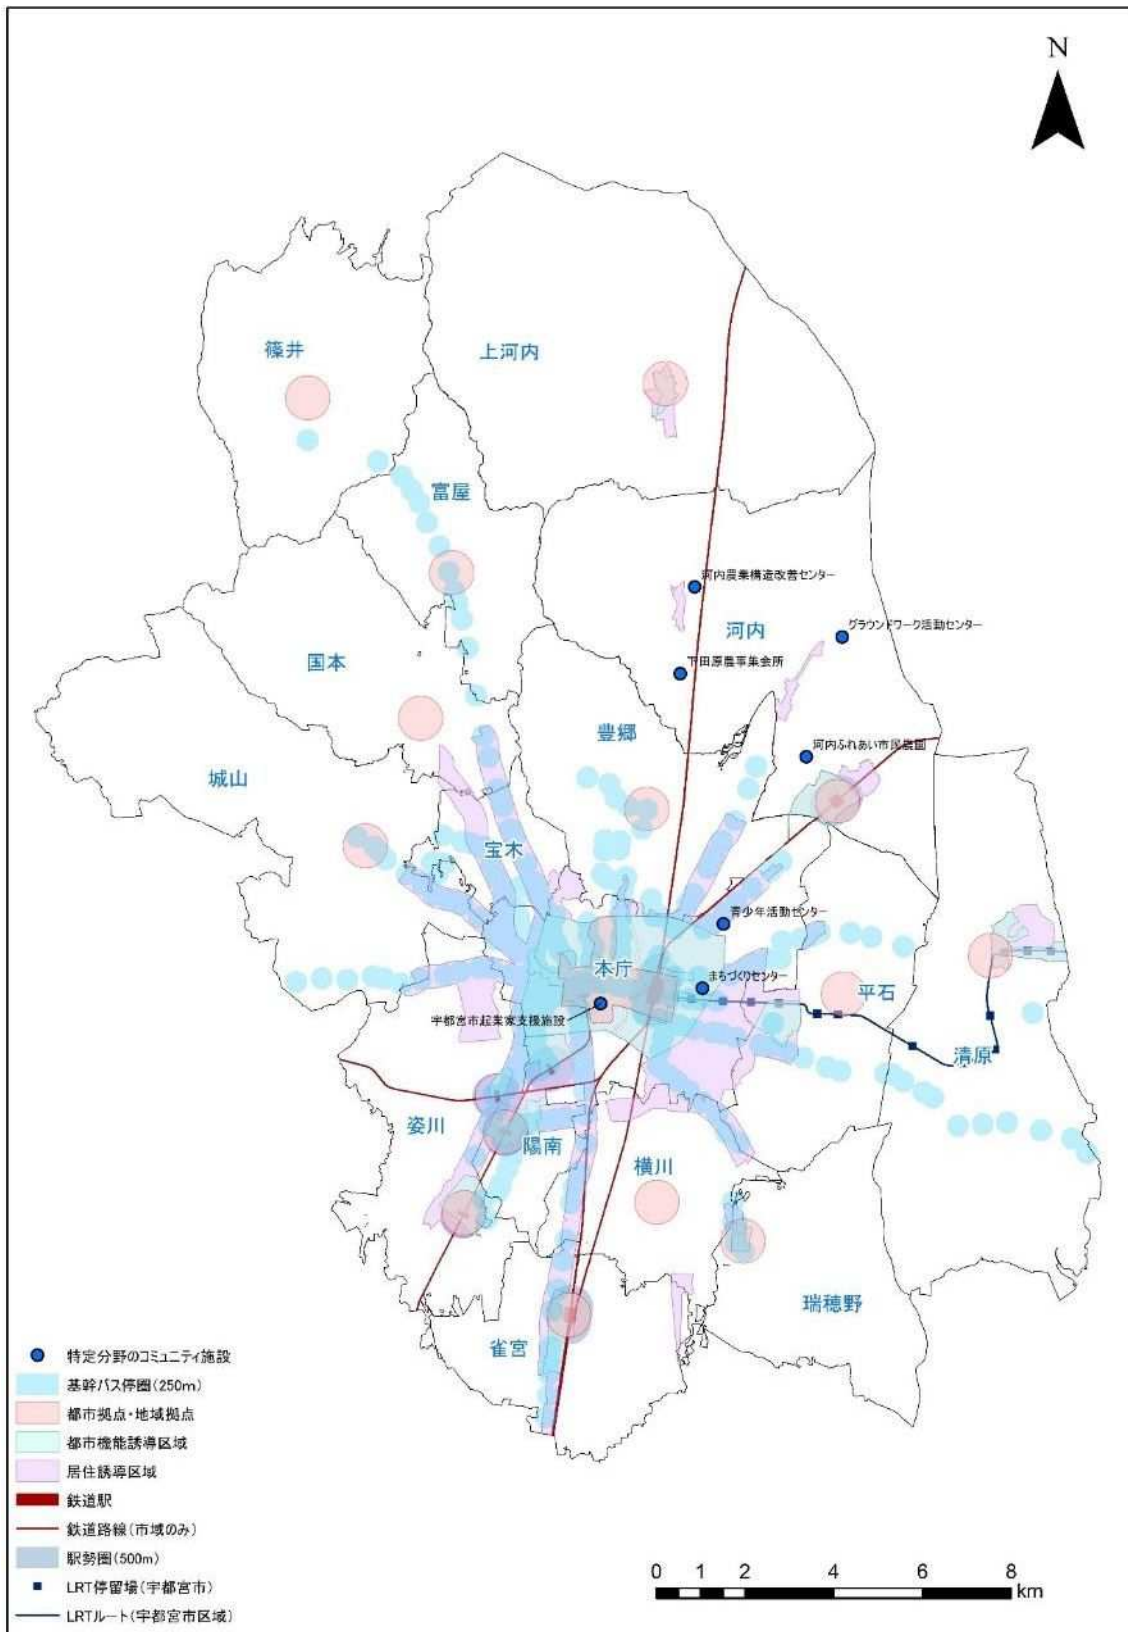 N
篠井
上河内
富屋
河内農業構造改善センター
グラウンドワーク活動センター
河内
国本
下田原農事集会所
豊郷
河内ふれあい市民農園
城山
宝木
青少年活動センター
本庁
まちづくりセンター
平石
宇都宮市起業家支援施設
清原
姿川
陽南
横川
瑞穂野
雀宮
特定分野のコミュニティ施設
基幹バス停圏(250m)
都市拠点・地域拠点
都市機能誘導区域
居住誘導区域
鉄道駅
鉄道路線(市域のみ)
駅勢圏(500m)
LRT停留場(宇都宮市)
LRTルート(宇都宮市区域)
0 1 2 4 6 8
km